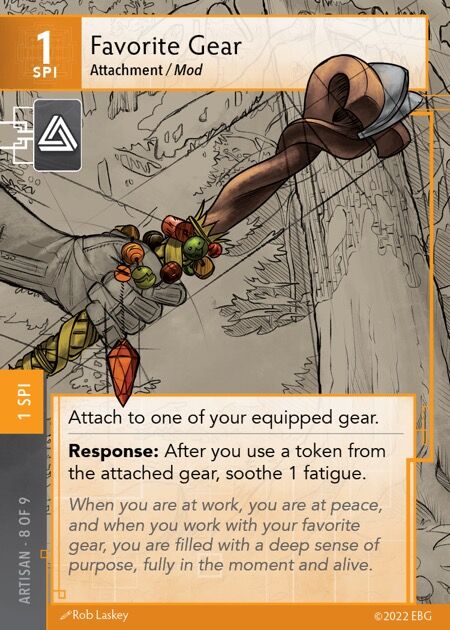 1
SPI
Favorite Gear
Attachment / Mod
1 SPI
ARTISAN - 8 OF 9
Attach to one of your equipped gear.
Response: After you use a token from
the attached gear, soothe 1 fatigue.
When you are at work, you are at peace,
and when you work with your favorite
gear, you are filled with a deep sense of
purpose, fully in the moment and alive.
Rob Laskey
©2022 EBG